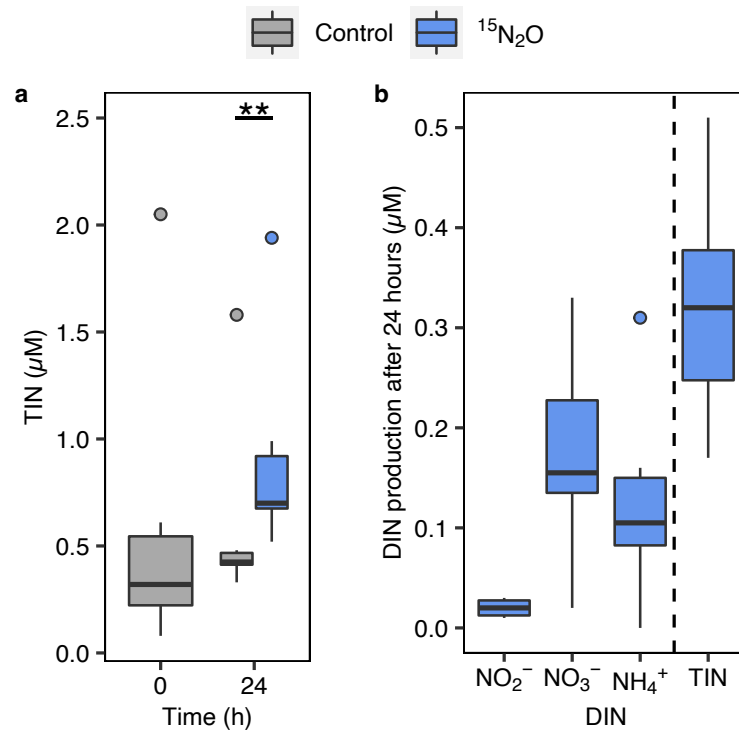 Control ¹⁵N₂O
a
**
TIN (µM)
2.5
2.0
1.5
1.0
0.5
0.0
0 24
Time (h)
b
DIN production after 24 hours (µM)
0.5
0.4
0.3
0.2
0.1
0.0
NO₂⁻ NO₃⁻ NH₄⁺ TIN
DIN